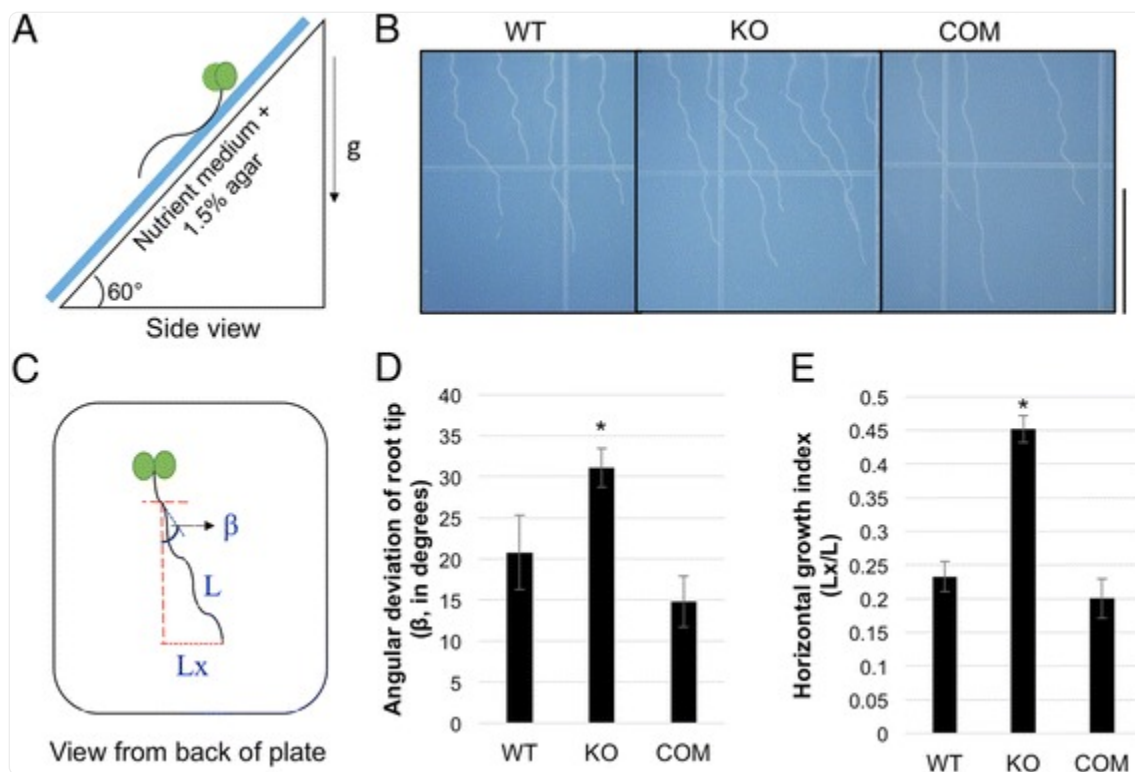 A
Nutrient medium +
1.5% agar
g
60°
Side view
B
WT KO COM
C
β
L
Lx
View from back of plate
D
Angular deviation of root tip
(β, in degrees)
40
35
30
25
20
15
10
5
0
*
WT KO COM
E
Horizontal growth index
(Lx/L)
0.5
0.45
0.4
0.35
0.3
0.25
0.2
0.15
0.1
0.05
0
*
WT KO COM